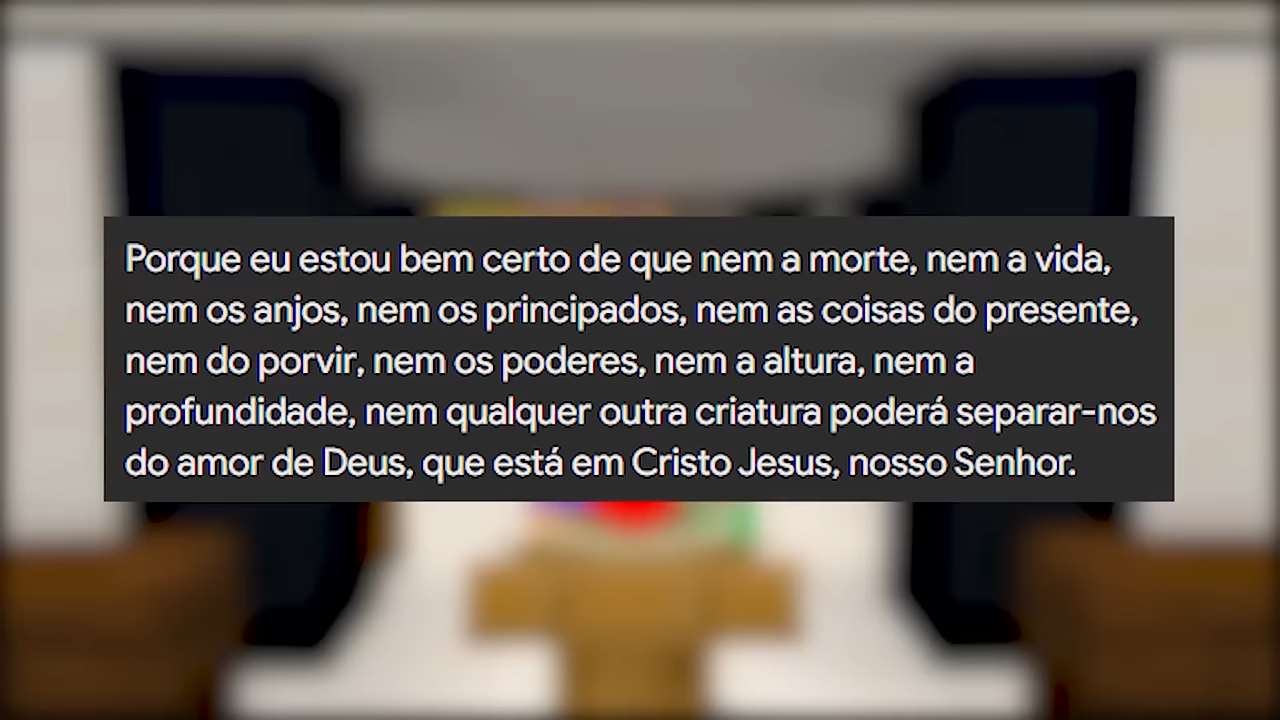 Porque eu estou bem certo de que nem a morte, nem a vida,
nem os anjos, nem os principados, nem as coisas do presente,
nem do porvir, nem os poderes, nem a altura, nem a
profundidade, nem qualquer outra criatura poderá separar-nos
do amor de Deus, que está em Cristo Jesus, nosso Senhor.